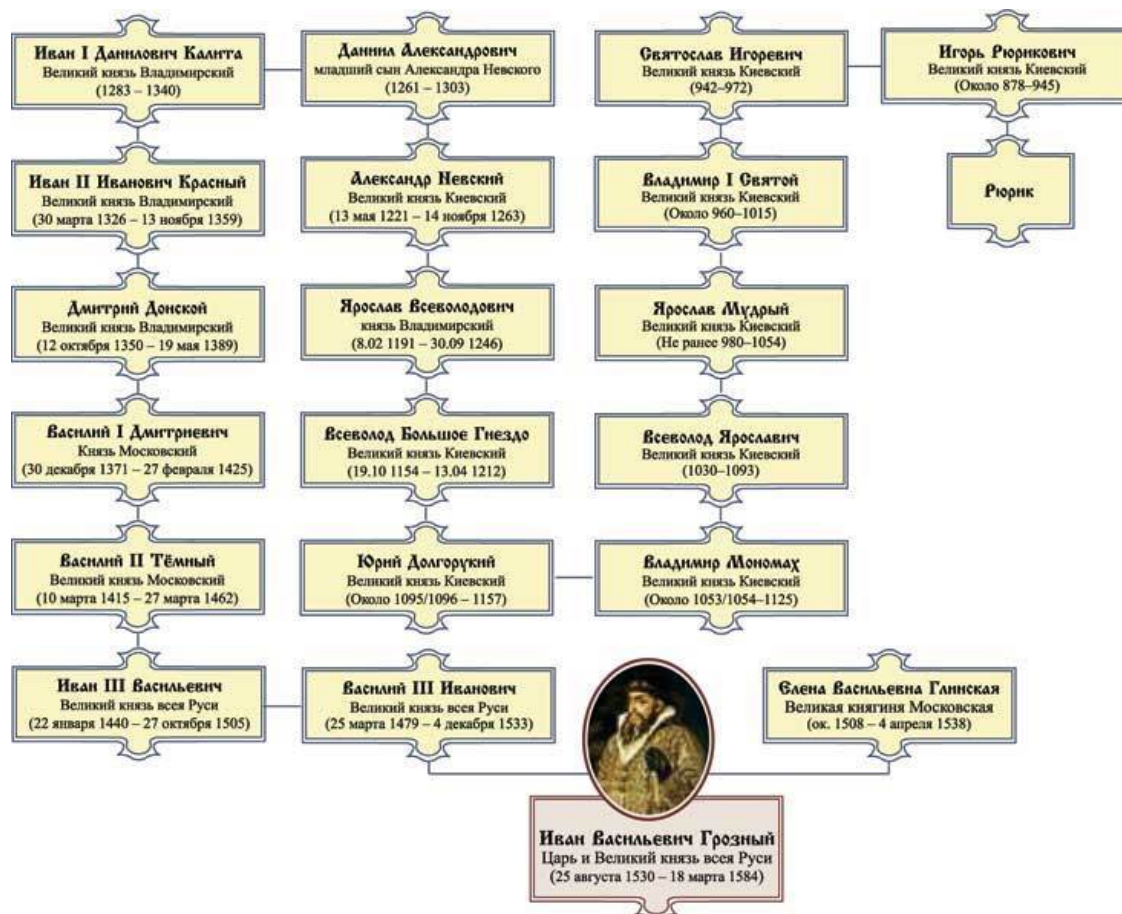 Иван I Данилович Калита
Великий князь Владимирский
(1283 – 1340)
Даниил Александрович
младший сын Александра Невского
(1261 – 1303)
Святослав Игоревич
Великий князь Киевский
(942–972)
Игорь Рюрикович
Великий князь Киевский
(Около 878–945)
Иван II Иванович Красный
Великий князь Владимирский
(30 марта 1326 – 13 ноября 1359)
Александр Невский
Великий князь Киевский
(13 мая 1221 – 14 ноября 1263)
Владимир I Святой
Великий князь Киевский
(Около 960–1015)
Рюрик
Дмитрий Донской
Великий князь Владимирский
(12 октября 1350 – 19 мая 1389)
Ярослав Всеволодович
князь Владимирский
(8.02 1191 – 30.09 1246)
Ярослав Мудрый
Великий князь Киевский
(Не ранее 980–1054)
Василий I Дмитриевич
Князь Московский
(30 декабря 1371 – 27 февраля 1425)
Всеволод Большое Гнездо
Великий князь Киевский
(19.10 1154 – 13.04 1212)
Всеволод Ярославич
Великий князь Киевский
(1030–1093)
Василий II Тёмный
Великий князь Московский
(10 марта 1415 – 27 марта 1462)
Юрий Долгорукий
Великий князь Киевский
(Около 1095/1096 – 1157)
Владимир Мономах
Великий князь Киевский
(Около 1053/1054–1125)
Иван III Васильевич
Великий князь всея Руси
(22 января 1440 – 27 октября 1505)
Василий III Иванович
Великий князь всея Руси
(25 марта 1479 – 4 декабря 1533)
Елена Васильевна Глинская
Великая княгиня Московская
(ок. 1508 – 4 апреля 1538)
Иван Васильевич Грозный
Царь и Великий князь всея Руси
(25 августа 1530 – 18 марта 1584)